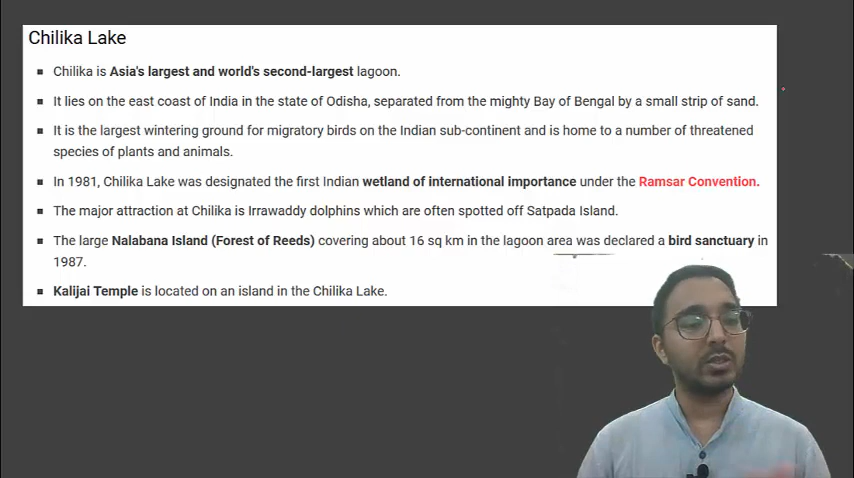 Chilika Lake
▪ Chilika is Asia's largest and world's second-largest lagoon.
▪ It lies on the east coast of India in the state of Odisha, separated from the mighty Bay of Bengal by a small strip of sand.
▪ It is the largest wintering ground for migratory birds on the Indian sub-continent and is home to a number of threatened
species of plants and animals.
▪ In 1981, Chilika Lake was designated the first Indian wetland of international importance under the Ramsar Convention.
▪ The major attraction at Chilika is Irrawaddy dolphins which are often spotted off Satpada Island.
▪ The large Nalabana Island (Forest of Reeds) covering about 16 sq km in the lagoon area was declared a bird sanctuary in
1987.
▪ Kalijai Temple is located on an island in the Chilika Lake.